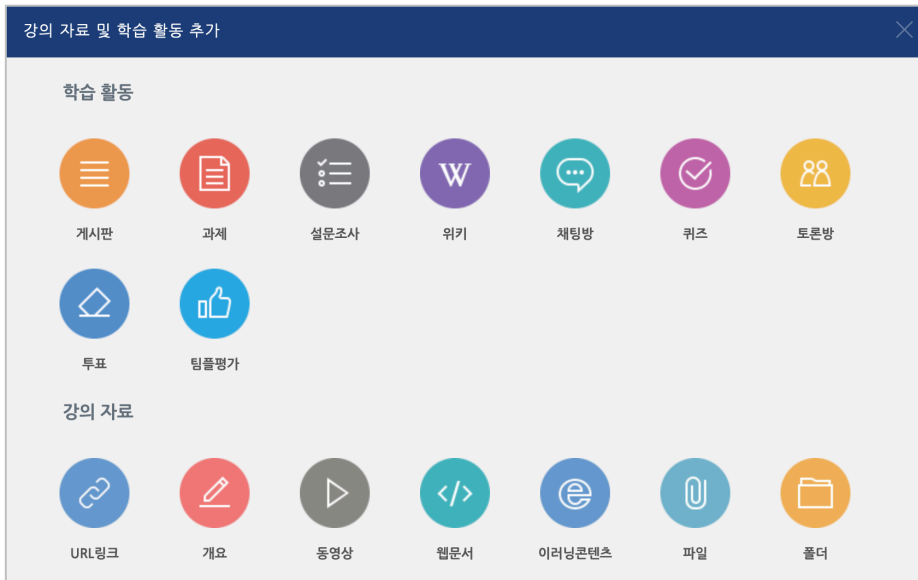 강의 자료 및 학습 활동 추가
학습 활동
게시판 과제 설문조사 위키 채팅방 퀴즈 토론방
투표 팀플평가
강의 자료
URL링크 개요 동영상 웹문서 이러닝콘텐츠 파일 폴더